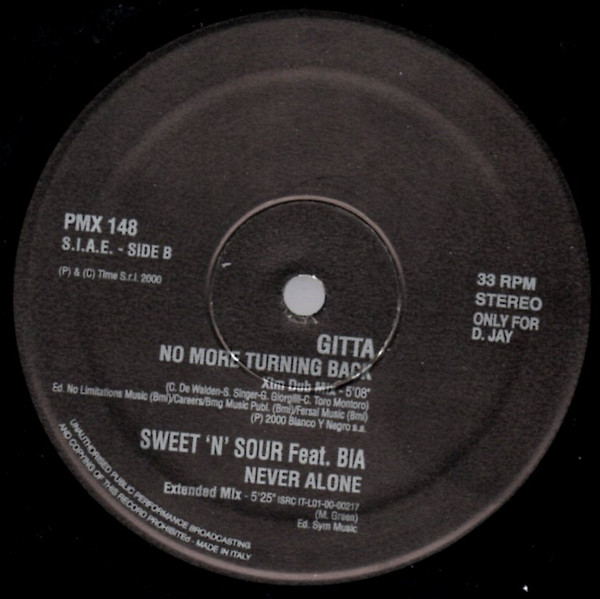 PMX 148
S.I.A.E. - SIDE B
(P) & (C) Time S.r.l. 2000
33 RPM
STEREO
ONLY FOR
D. JAY
GITTA
NO MORE TURNING BACK
Xim Dub Mix - 5'08"
(C. De Walden-S. Singer-G. Giorgilli-C. Toro Montoro)
Ed. No Limitations Music (Bmi)/Careers/Bmg Music Publ. (Bmi)/Fersal Music (Bmi)
(P) 2000 Blanco Y Negro s.a.
SWEET 'N' SOUR Feat. BIA
NEVER ALONE
Extended Mix - 5'25" ISRC IT-L01-00-00217
(M. Green)
Ed. Sym Music
UNAUTHORISED PUBLIC PERFORMANCE BROADCASTING
AND COPYING OF THIS RECORD PROHIBITEd - MADE IN ITALY